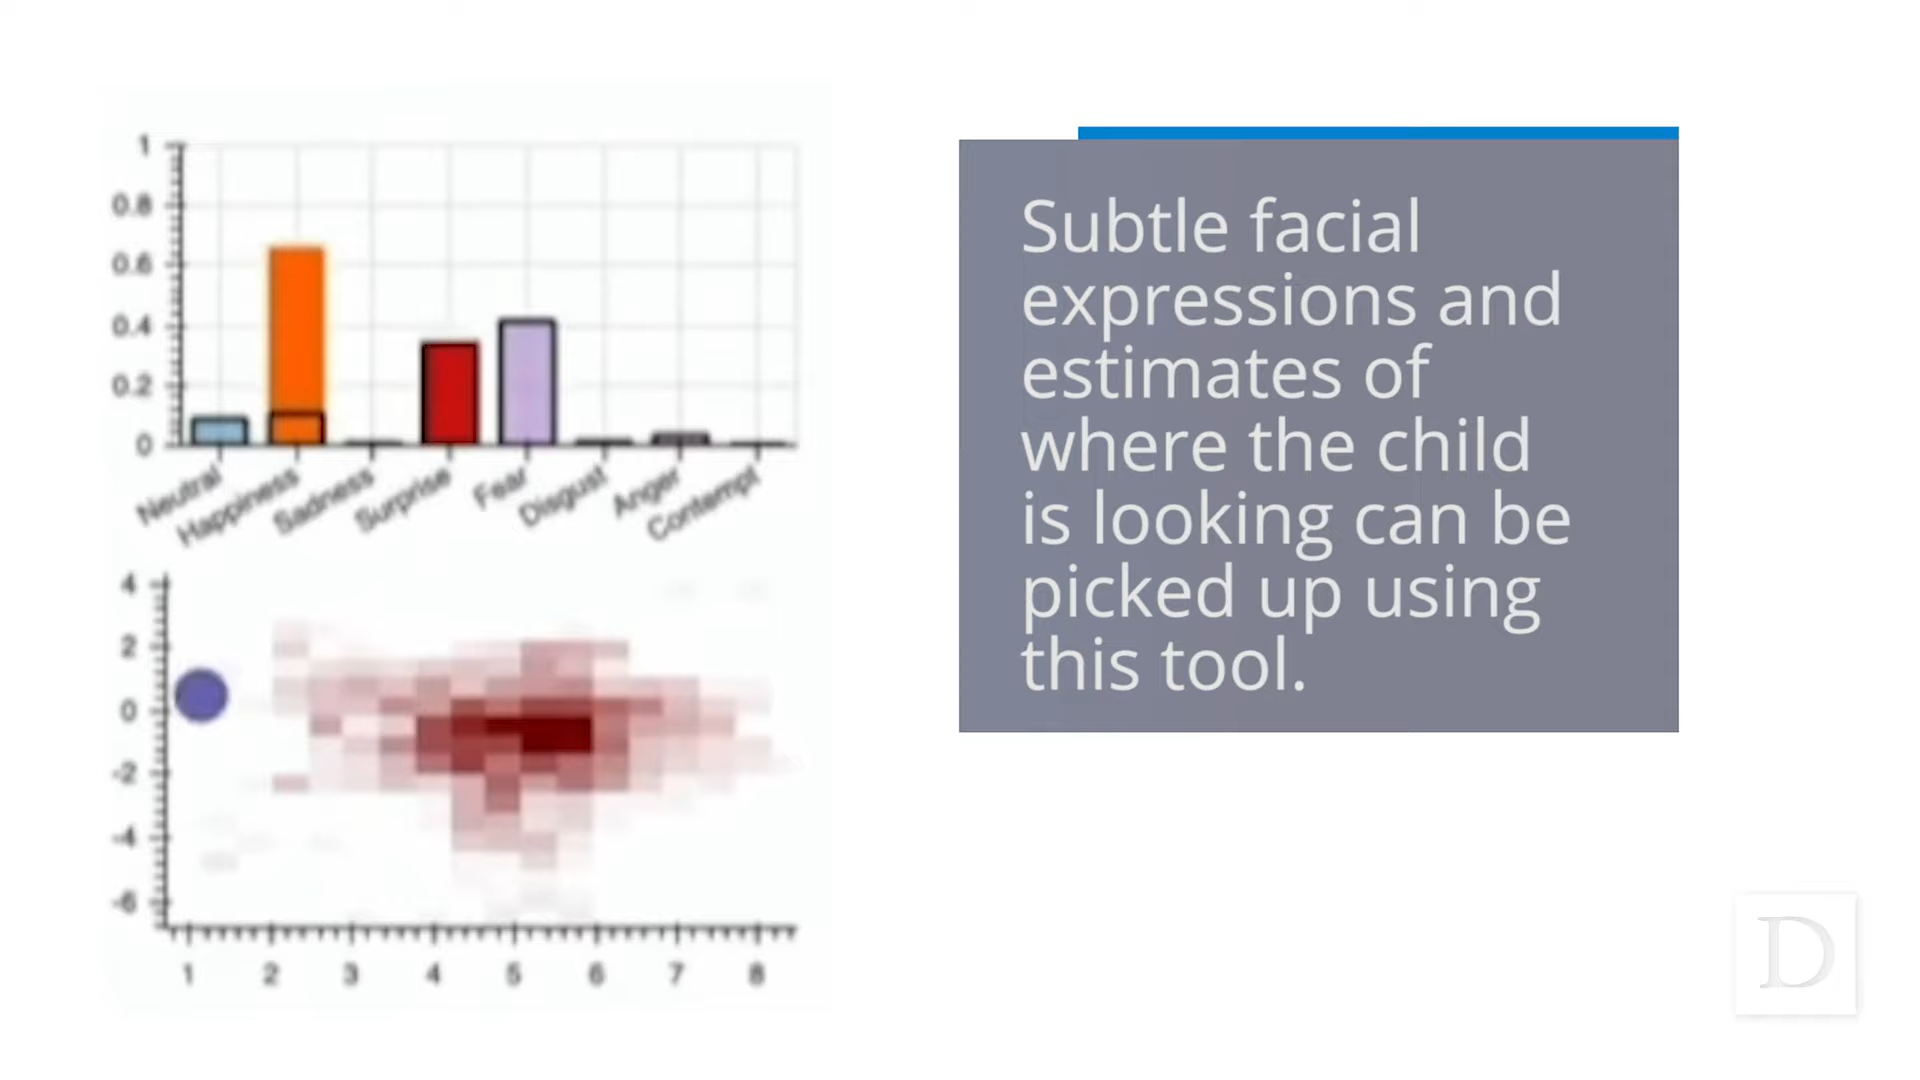 1
0.8
0.6
0.4
0.2
0
Neutral
Happiness
Sadness
Surprise
Fear
Disgust
Anger
Contempt
4
2
0
-2
-4
-6
1 2 3 4 5 6 7 8
Subtle facial
expressions and
estimates of
where the child
is looking can be
picked up using
this tool.
D